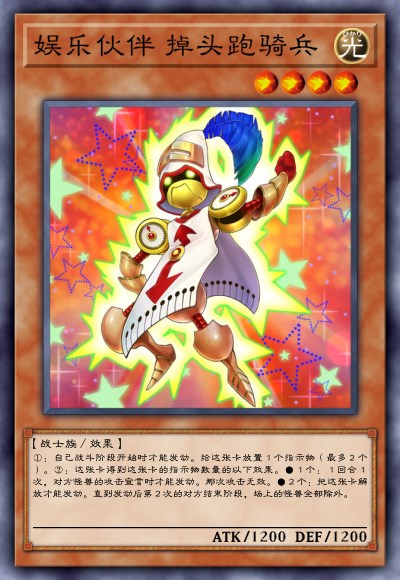 娱乐伙伴 掉头跑骑兵
光
【战士族/效果】
①：自己战斗阶段开始时才能发动。给这张卡放置1个指示物（最多2个
）。②：这张卡得到这张卡的指示物数量的以下效果。●1个：1回合1
次，对方怪兽的攻击宣言时才能发动。那次攻击无效。●2个：把这张卡解
放才能发动。直到发动后第2次的对方结束阶段，场上的怪兽全部除外。
ATK/1200 DEF/1200